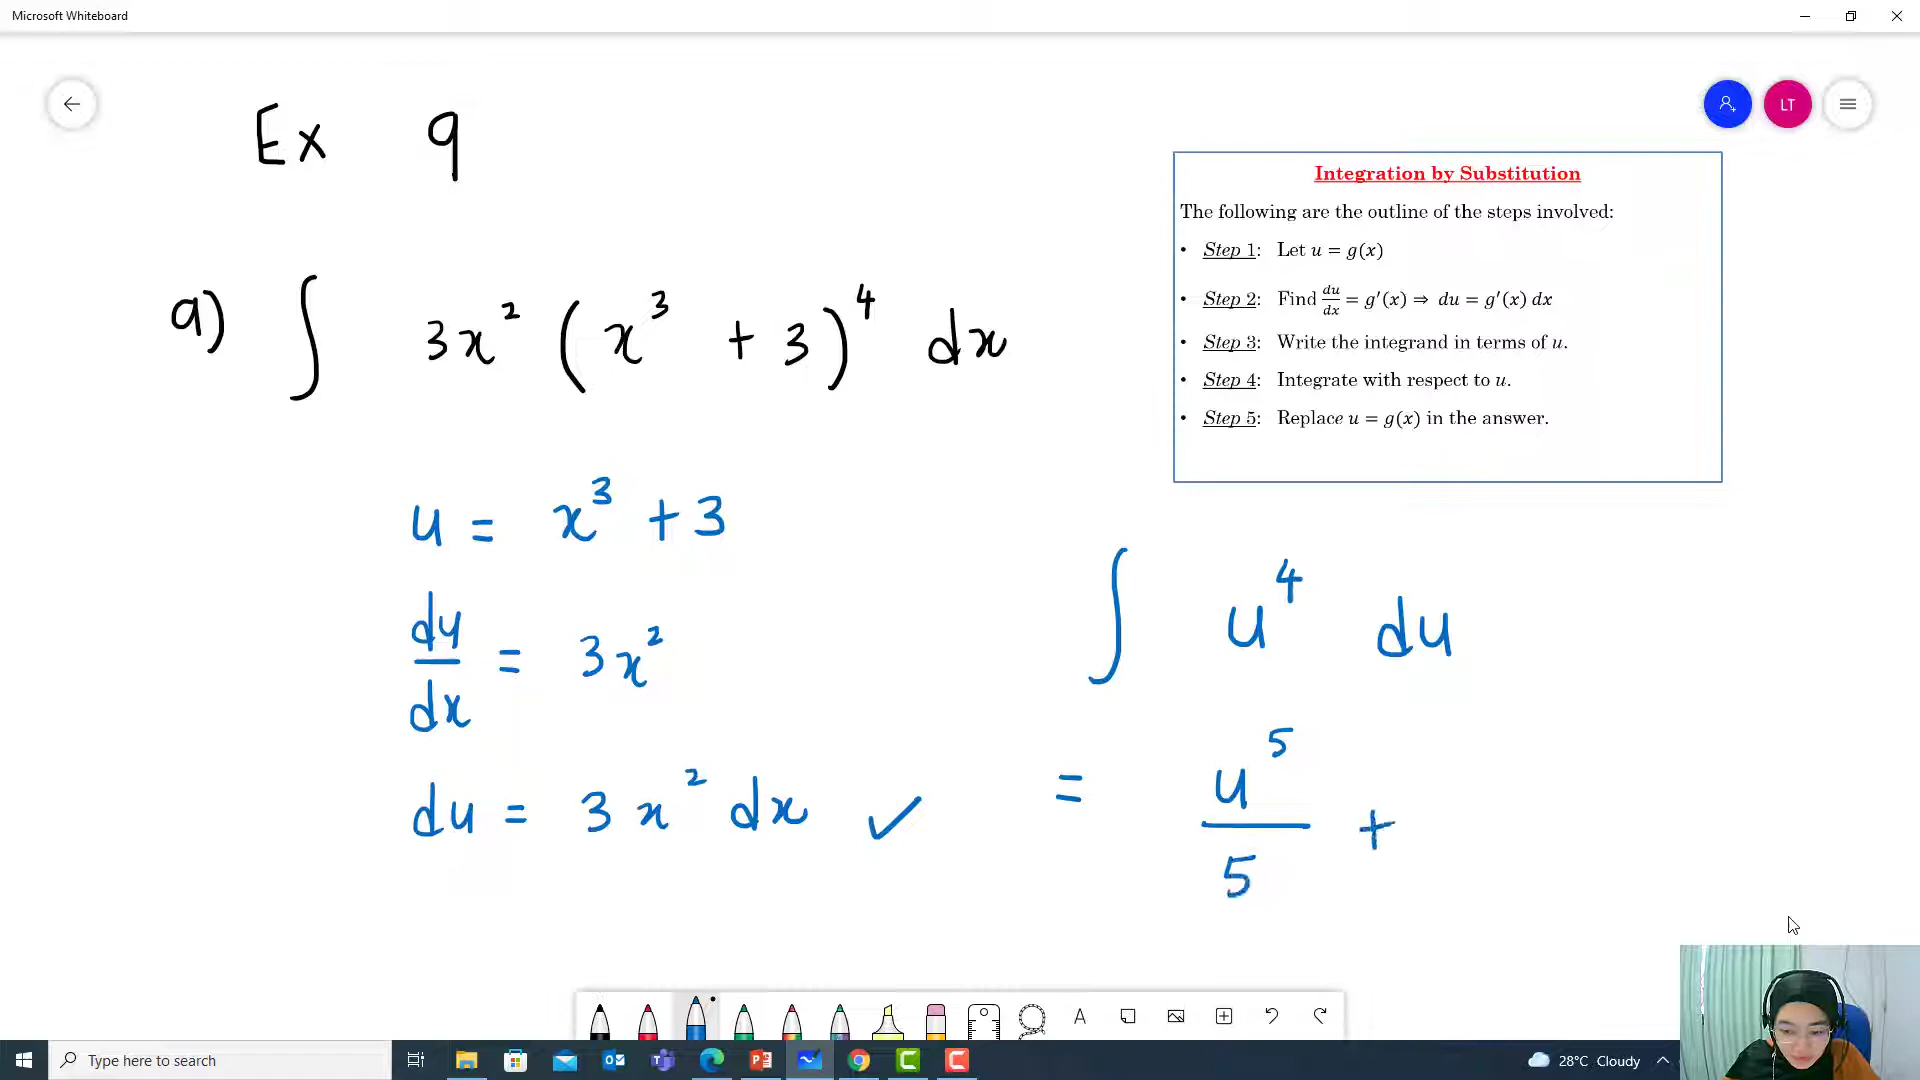 Microsoft Whiteboard
Ex 9
LT
Integration by Substitution
The following are the outline of the steps involved:
• Step 1: Let u = g(x)
• Step 2: Find du/dx = g′(x) ⇒ du = g′(x) dx
• Step 3: Write the integrand in terms of u.
• Step 4: Integrate with respect to u.
• Step 5: Replace u = g(x) in the answer.
a) ∫ 3x² (x³ + 3)⁴ dx
u = x³ + 3
du/dx = 3x²
du = 3x² dx ✓
∫ u⁴ du
= u⁵/5 +
A
Type here to search
28°C Cloudy